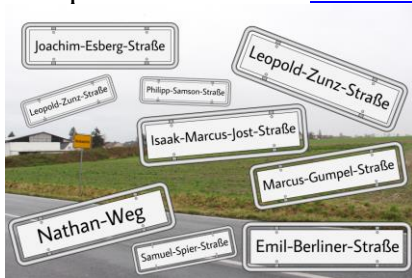 Joachim-Esberg-Straße
Leopold-Zunz-Straße
Leopold-Zunz-Straße
Philipp-Samson-Straße
Isaak-Marcus-Jost-Straße
Marcus-Gumpel-Straße
Nathan-Weg
Samuel-Spier-Straße
Emil-Berliner-Straße